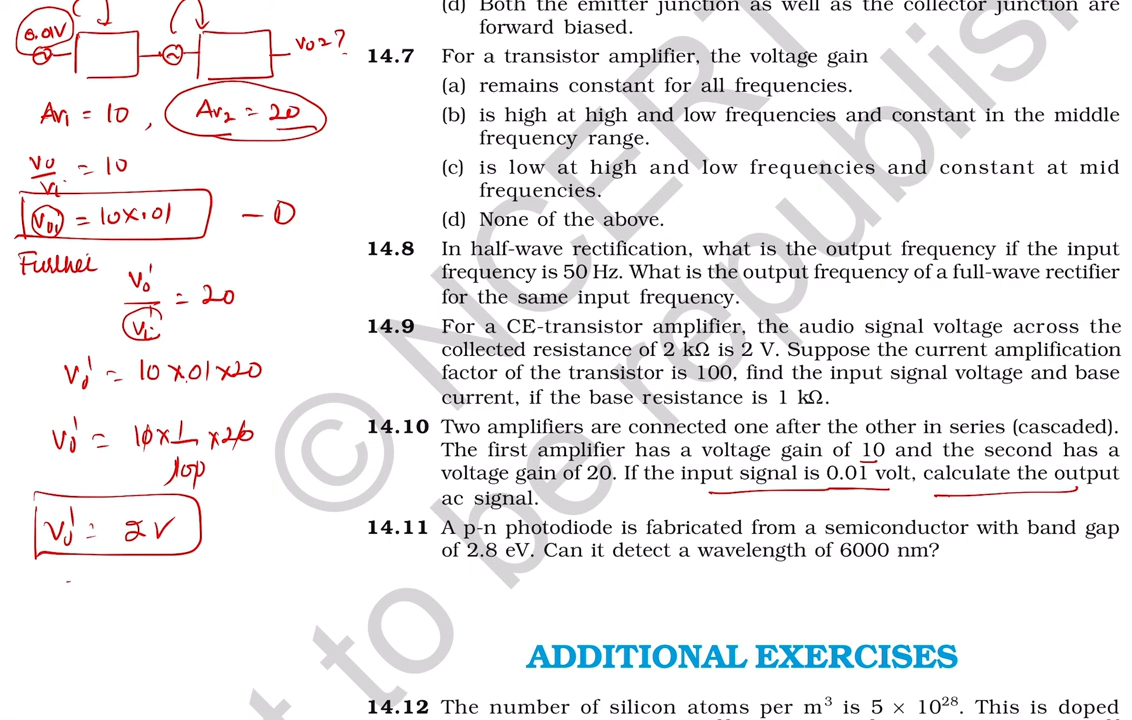 0.01V
V₀ = ?
Av₁ = 10 , Av₂ = 20
V₀/Vᵢ = 10
V₀₁ = 10×.01 — ①
Further
V₀'/Vᵢ' = 20
V₀' = 10×.01×20
V₀' = 10 × 1/100 × 20
V₀' = 2V
(d) Both the emitter junction as well as the collector junction are
forward biased.
14.7 For a transistor amplifier, the voltage gain
(a) remains constant for all frequencies.
(b) is high at high and low frequencies and constant in the middle
frequency range.
(c) is low at high and low frequencies and constant at mid
frequencies.
(d) None of the above.
14.8 In half-wave rectification, what is the output frequency if the input
frequency is 50 Hz. What is the output frequency of a full-wave rectifier
for the same input frequency.
14.9 For a CE-transistor amplifier, the audio signal voltage across the
collected resistance of 2 kΩ is 2 V. Suppose the current amplification
factor of the transistor is 100, find the input signal voltage and base
current, if the base resistance is 1 kΩ.
14.10 Two amplifiers are connected one after the other in series (cascaded).
The first amplifier has a voltage gain of 10 and the second has a
voltage gain of 20. If the input signal is 0.01 volt, calculate the output
ac signal.
14.11 A p-n photodiode is fabricated from a semiconductor with band gap
of 2.8 eV. Can it detect a wavelength of 6000 nm?
ADDITIONAL EXERCISES
14.12 The number of silicon atoms per m³ is 5 × 10²⁸. This is doped
© NCERT
to be republis